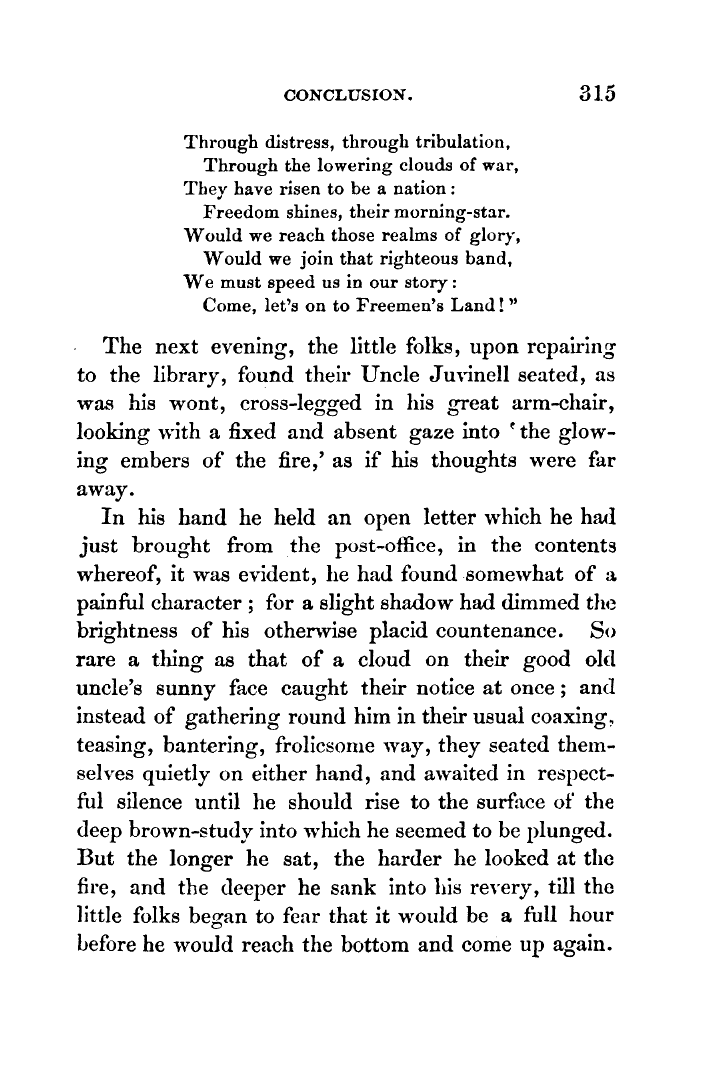 CONCLUSION. 315
Through distress, through tribulation,
Through the lowering clouds of war,
They have risen to be a nation:
Freedom shines, their morning-star.
Would we reach those realms of glory,
Would we join that righteous band,
We must speed us in our story:
Come, let's on to Freemen's Land!"
The next evening, the little folks, upon repairing
to the library, found their Uncle Juvinell seated, as
was his wont, cross-legged in his great arm-chair,
looking with a fixed and absent gaze into 'the glow-
ing embers of the fire,' as if his thoughts were far
away.
In his hand he held an open letter which he had
just brought from the post-office, in the contents
whereof, it was evident, he had found somewhat of a
painful character; for a slight shadow had dimmed the
brightness of his otherwise placid countenance. So
rare a thing as that of a cloud on their good old
uncle's sunny face caught their notice at once; and
instead of gathering round him in their usual coaxing,
teasing, bantering, frolicsome way, they seated them-
selves quietly on either hand, and awaited in respect-
ful silence until he should rise to the surface of the
deep brown-study into which he seemed to be plunged.
But the longer he sat, the harder he looked at the
fire, and the deeper he sank into his revery, till the
little folks began to fear that it would be a full hour
before he would reach the bottom and come up again.